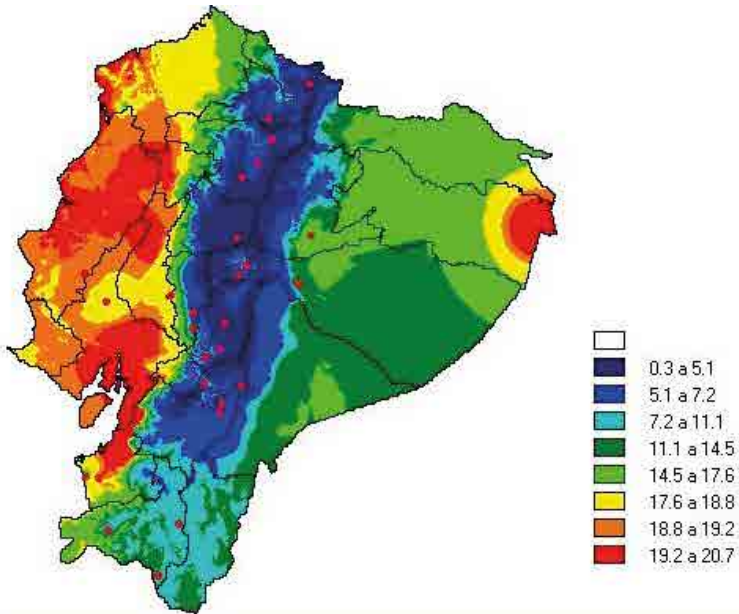 0.3 a 5.1
5.1 a 7.2
7.2 a 11.1
11.1 a 14.5
14.5 a 17.6
17.6 a 18.8
18.8 a 19.2
19.2 a 20.7